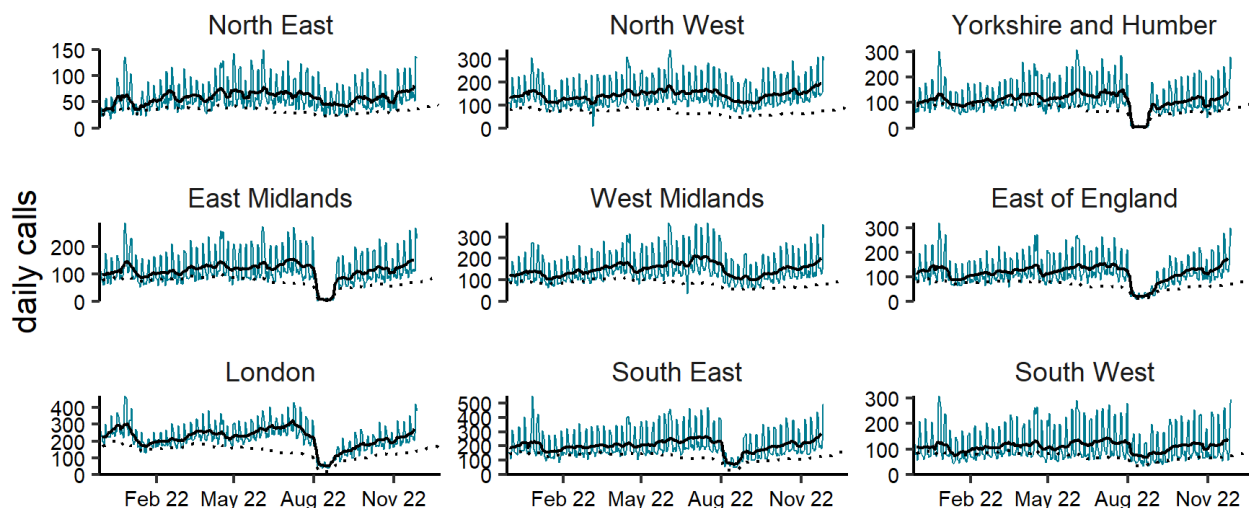 North East
North West
Yorkshire and Humber
150
100
50
0
300
200
100
0
300
200
100
0
daily calls
East Midlands
West Midlands
East of England
200
100
0
300
200
100
0
300
200
100
0
London
South East
South West
400
300
200
100
0
500
400
300
200
100
0
300
200
100
0
Feb 22 May 22 Aug 22 Nov 22
Feb 22 May 22 Aug 22 Nov 22
Feb 22 May 22 Aug 22 Nov 22